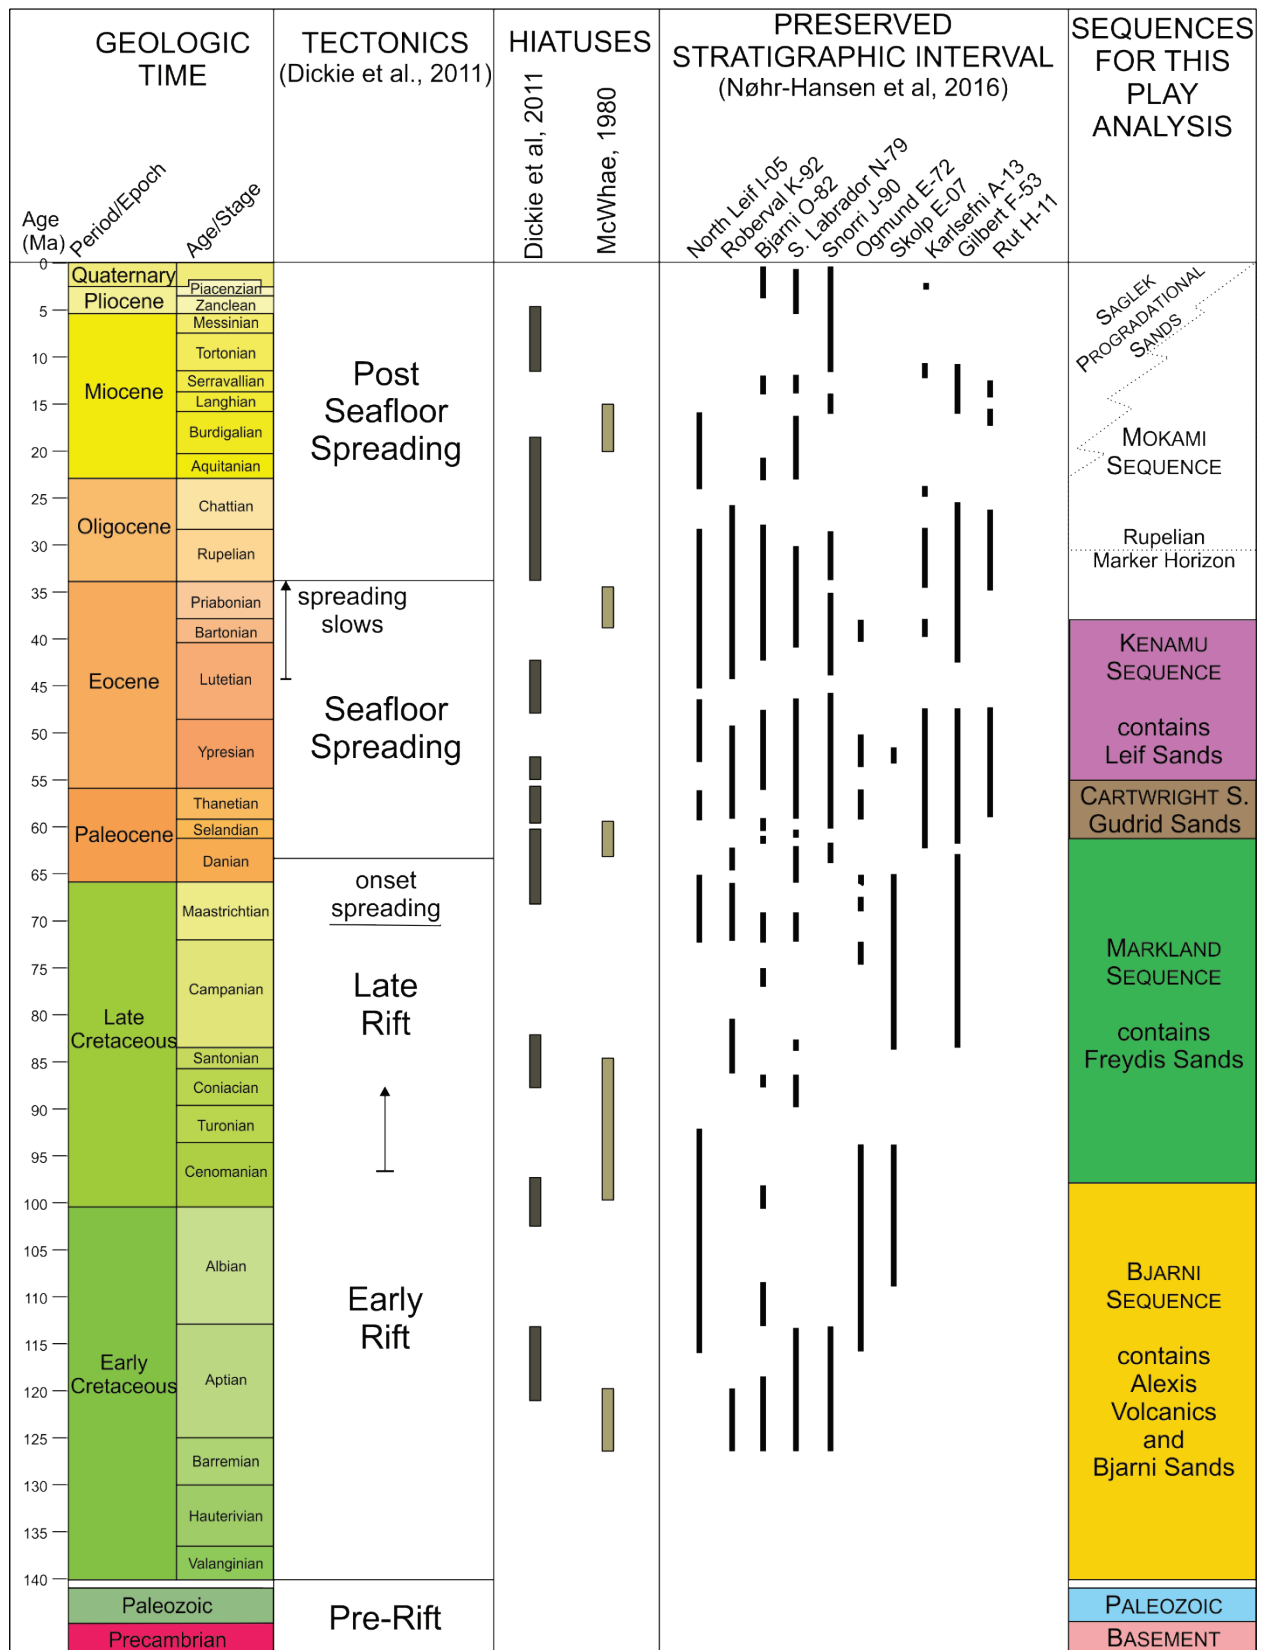 GEOLOGIC
TIME
TECTONICS
(Dickie et al., 2011)
HIATUSES
PRESERVED
STRATIGRAPHIC INTERVAL
(Nøhr-Hansen et al, 2016)
SEQUENCES
FOR THIS
PLAY
ANALYSIS
Age
(Ma)
Period/Epoch
Age/Stage
Dickie et al, 2011
McWhae, 1980
North Leif I-05
Roberval K-92
Bjarni O-82
S. Labrador N-79
Snorri J-90
Ogmund E-72
Skolp E-07
Karlsefni A-13
Gilbert F-53
Rut H-11
0
5
10
15
20
25
30
35
40
45
50
55
60
65
70
75
80
85
90
95
100
105
110
115
120
125
130
135
140
Quaternary
Pliocene
Miocene
Oligocene
Eocene
Paleocene
Late
Cretaceous
Early
Cretaceous
Paleozoic
Precambrian
Piacenzian
Zanclean
Messinian
Tortonian
Serravallian
Langhian
Burdigalian
Aquitanian
Chattian
Rupelian
Priabonian
Bartonian
Lutetian
Ypresian
Thanetian
Selandian
Danian
Maastrichtian
Campanian
Santonian
Coniacian
Turonian
Cenomanian
Albian
Aptian
Barremian
Hauterivian
Valanginian
Post
Seafloor
Spreading
spreading
slows
Seafloor
Spreading
onset
spreading
Late
Rift
Early
Rift
Pre-Rift
SAGLEK
PROGRADATIONAL
SANDS
MOKAMI
SEQUENCE
Rupelian
Marker Horizon
KENAMU
SEQUENCE
contains
Leif Sands
CARTWRIGHT S.
Gudrid Sands
MARKLAND
SEQUENCE
contains
Freydis Sands
BJARNI
SEQUENCE
contains
Alexis
Volcanics
and
Bjarni Sands
PALEOZOIC
BASEMENT